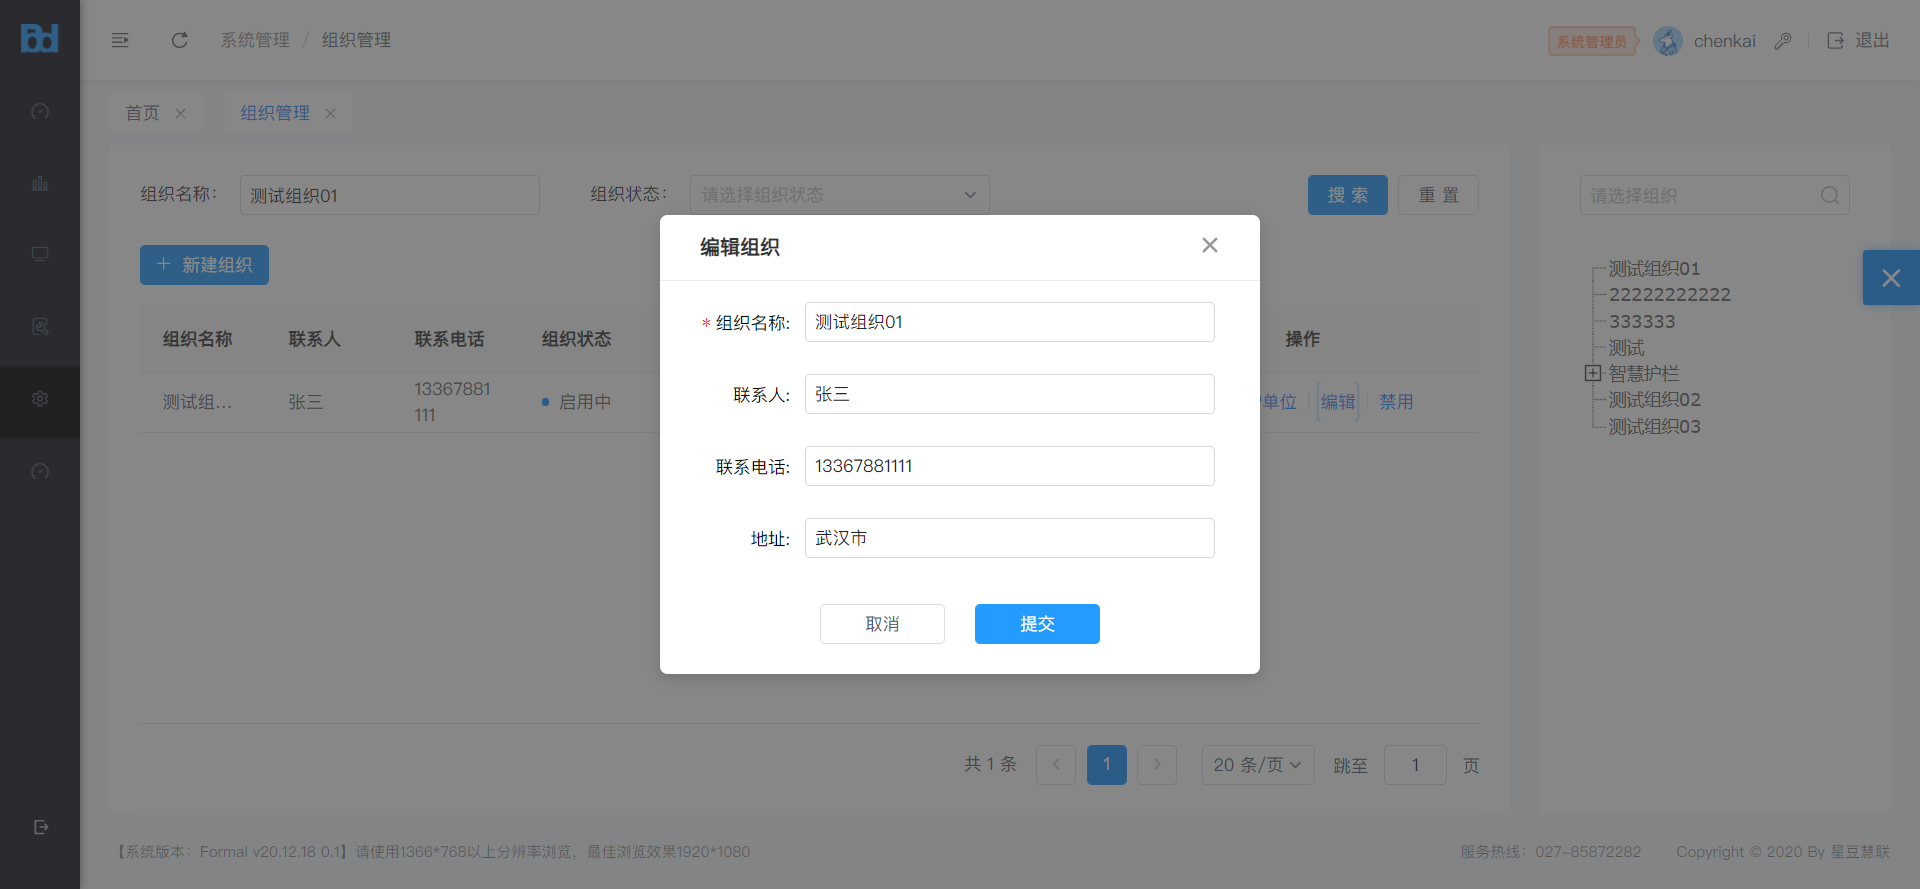 系统管理 / 组织管理
系统管理员 chenkai 退出
首页 组织管理
组织名称： 测试组织01 组织状态： 请选择组织状态 搜 索 重 置
请选择组织
新建组织
组织名称 联系人 联系电话 组织状态 操作
测试组... 张三 13367881111 启用中 单位 编辑 禁用
编辑组织
* 组织名称: 测试组织01
联系人: 张三
联系电话: 13367881111
地址: 武汉市
取消 提交
测试组织01
22222222222
333333
测试
智慧护栏
测试组织02
测试组织03
共 1 条 1 20 条/页 跳至 1 页
【系统版本：Formal v20.12.18 0.1】请使用1366*768以上分辨率浏览，最佳浏览效果1920*1080
服务热线：027-85872282 Copyright © 2020 By 星豆慧联